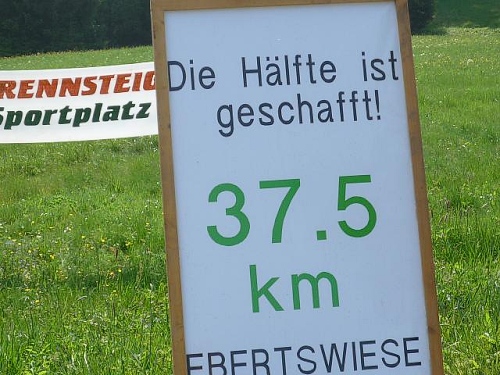 RENNSTEIG
Sportplatz
Die Hälfte ist
geschafft!
37.5
km
EBERTSWIESE